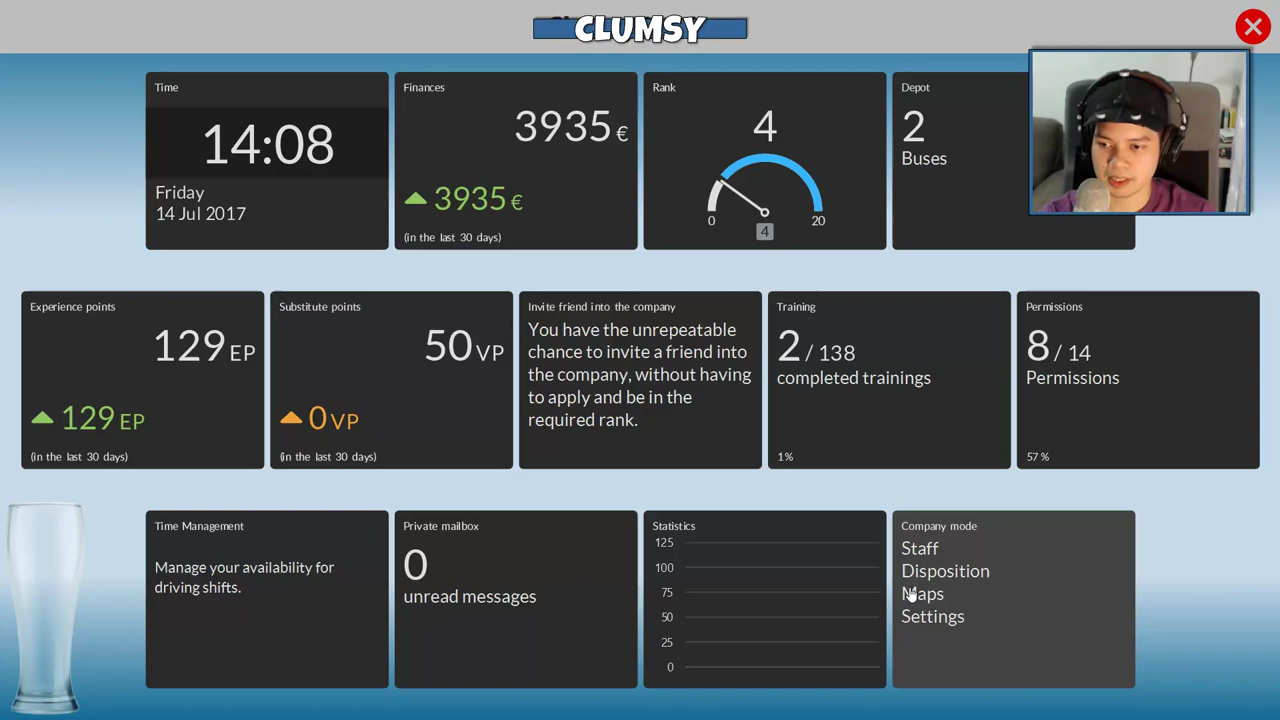 CLUMSY
Time
14:08
Friday
14 Jul 2017
Finances
3935 €
3935 €
(in the last 30 days)
Rank
4
0
20
4
Depot
2
Buses
Experience points
129 EP
129 EP
(in the last 30 days)
Substitute points
50 VP
0 VP
(in the last 30 days)
Invite friend into the company
You have the unrepeatable
chance to invite a friend into
the company, without having
to apply and be in the
required rank.
Training
2 / 138
completed trainings
1%
Permissions
8 / 14
Permissions
57 %
Time Management
Manage your availability for
driving shifts.
Private mailbox
0
unread messages
Statistics
125
100
75
50
25
0
Company mode
Staff
Disposition
Maps
Settings